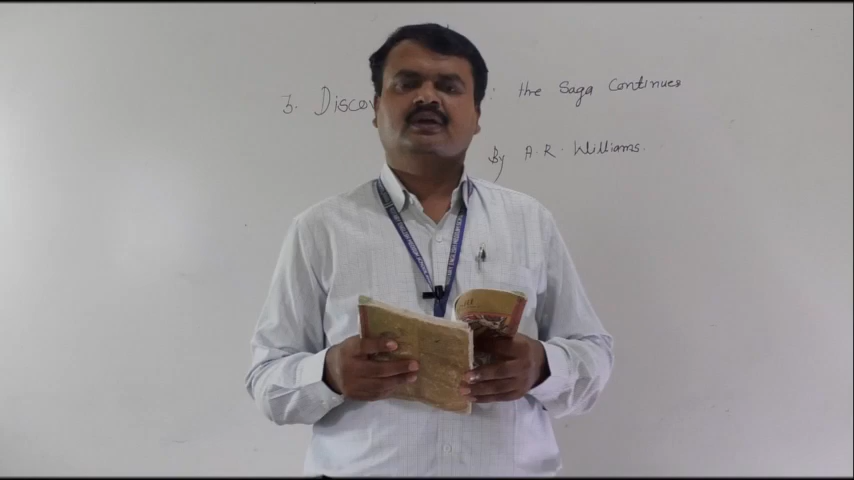 3. Discov : the Saga Continues
By A.R. Williams.